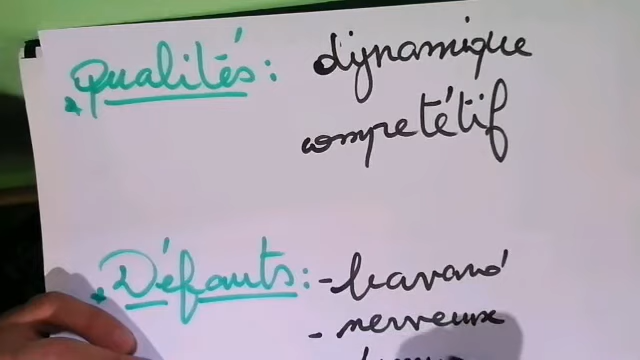 * Qualités : dynamique
compététif
* Défauts : - bavard
- nerveux